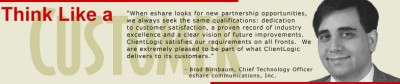 Think Like a
CUSTOM
"When eshare looks for new partnership opportunities,
we always seek the same qualifications: dedication
to customer satisfaction, a proven record of industry
excellence and a clear vision of future improvements.
ClientLogic satisfies our requirements on all fronts. We
are extremely pleased to be part of what ClientLogic
delivers to its customers."
- Brad Birnbaum, Chief Technology Officer
eshare communications, Inc.